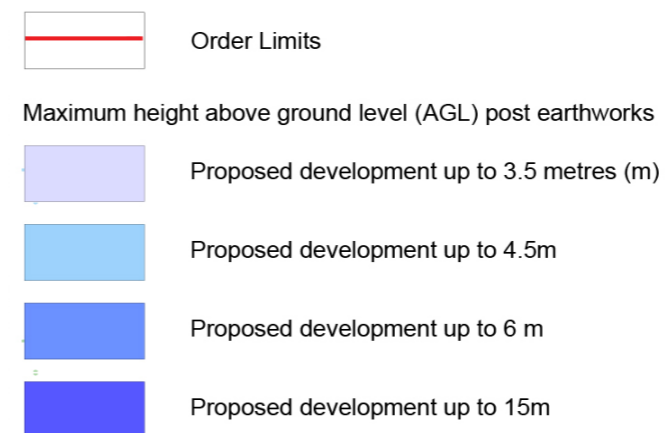 Order Limits
Maximum height above ground level (AGL) post earthworks
Proposed development up to 3.5 metres (m)
Proposed development up to 4.5m
Proposed development up to 6 m
Proposed development up to 15m